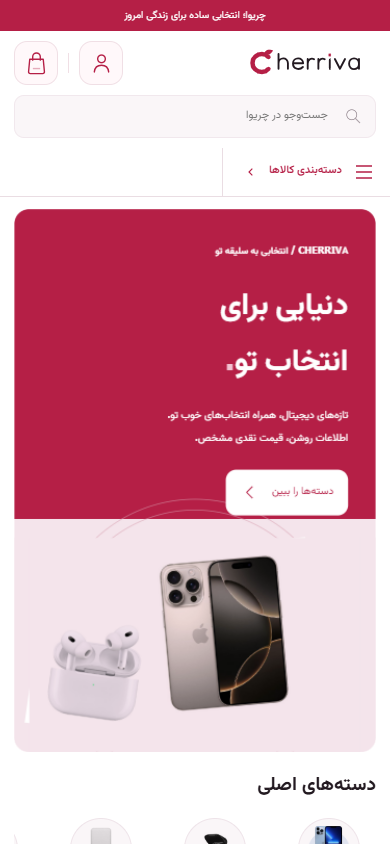 چریوا؛ انتخابی ساده برای زندگی امروز
Cherriva
جست‌وجو در چریوا
دسته‌بندی کالاها
CHERRIVA / انتخابی به سلیقه تو
دنیایی برای
انتخاب تو.
تازه‌های دیجیتال، همراه انتخاب‌های خوب تو.
اطلاعات روشن، قیمت نقدی مشخص.
دسته‌ها را ببین
دسته‌های اصلی